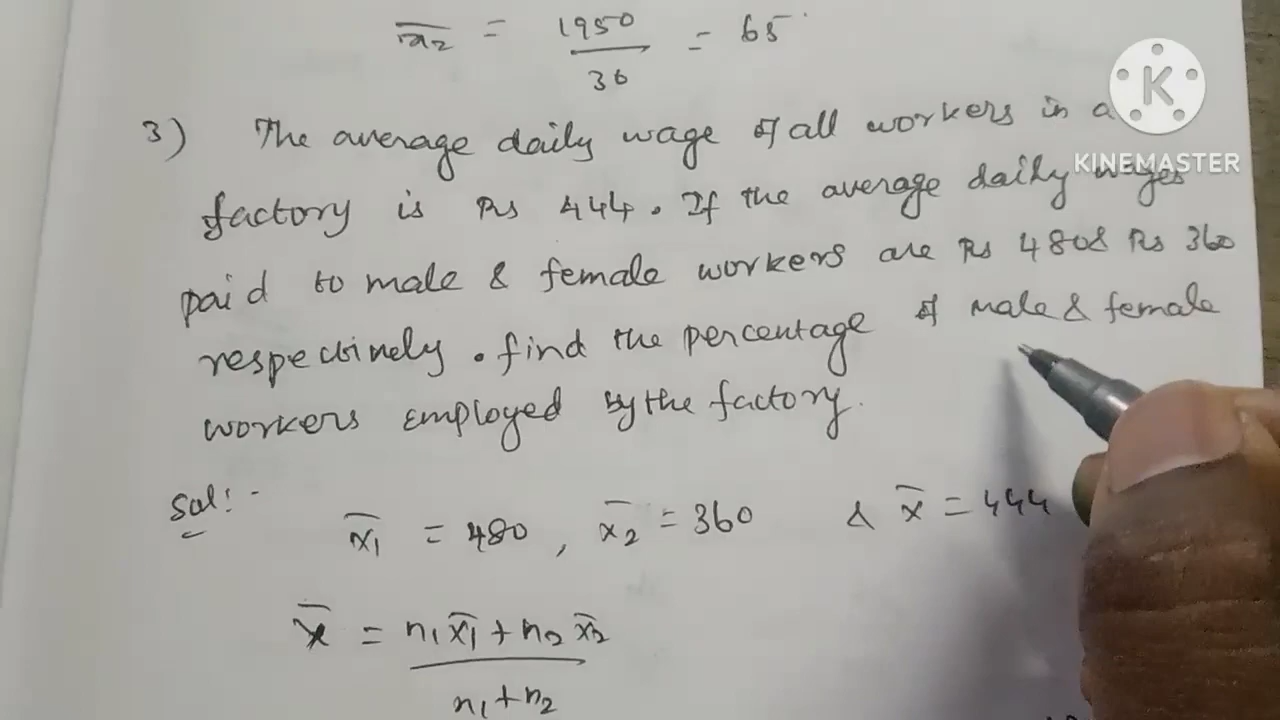 x̄2 = 1950/30 = 65
3) The average daily wage of all workers in a
KINEMASTER
factory is Rs 444. If the average daily wages
paid to male & female workers are Rs 480 & Rs 360
respectively. find the percentage of male & female
workers employed by the factory.
Sol:-
x̄1 = 480, x̄2 = 360 & x̄ = 444
x̄ = n1x̄1 + n2x̄2
n1 + n2